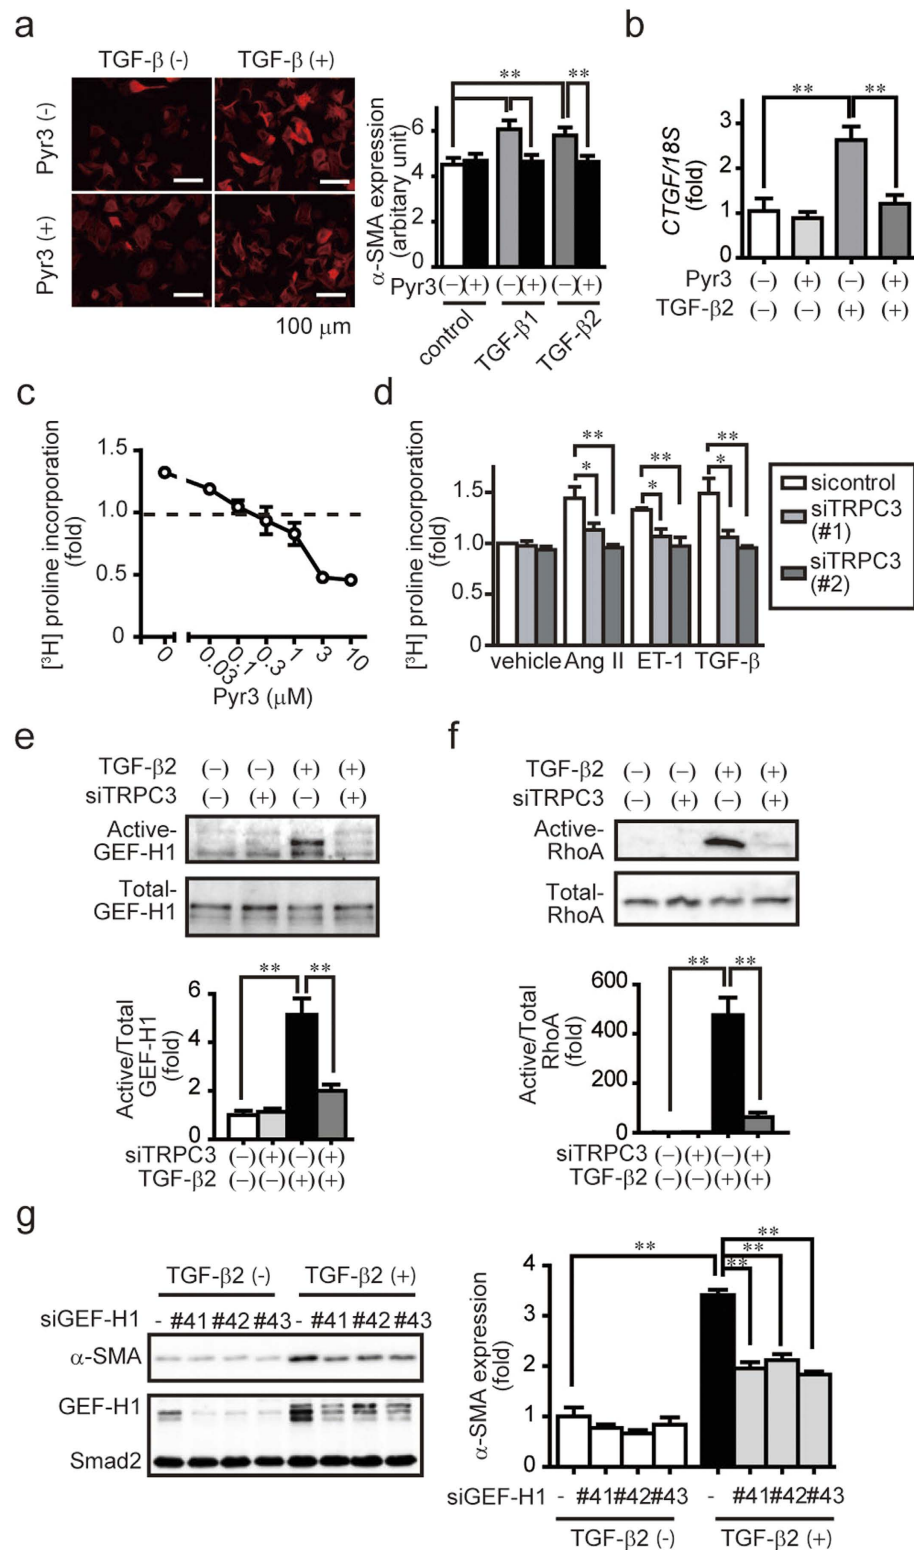 a
TGF-β (-) TGF-β (+)
Pyr3 (-)
Pyr3 (+)
100 μm
α-SMA expression
(arbitary unit)
6
4
2
0
** **
Pyr3 (−)(+) (−)(+) (−)(+)
control TGF-β1 TGF-β2
b
CTGF/18S
(fold)
3
2
1
0
** **
Pyr3 (−) (+) (−) (+)
TGF-β2 (−) (−) (+) (+)
c
[³H] proline incorporation
(fold)
1.5
1.0
0.5
0
0 0.03 0.1 0.3 1 3 10
Pyr3 (μM)
d
[³H] proline incorporation
(fold)
1.5
1.0
0.5
0
** ** **
* * *
vehicle Ang II ET-1 TGF-β
sicontrol
siTRPC3
(#1)
siTRPC3
(#2)
e
TGF-β2 (−) (−) (+) (+)
siTRPC3 (−) (+) (−) (+)
Active-
GEF-H1
Total-
GEF-H1
Active/Total
GEF-H1
(fold)
6
4
2
0
** **
siTRPC3 (−)(+)(−)(+)
TGF-β2 (−)(−)(+)(+)
f
TGF-β2 (−) (−) (+) (+)
siTRPC3 (−) (+) (−) (+)
Active-
RhoA
Total-
RhoA
Active/Total
RhoA
(fold)
600
400
200
0
** **
siTRPC3 (−)(+)(−)(+)
TGF-β2 (−)(−)(+)(+)
g
TGF-β2 (-) TGF-β2 (+)
siGEF-H1 - #41 #42 #43 - #41 #42 #43
α-SMA
GEF-H1
Smad2
α-SMA expression
(fold)
4
3
2
1
0
**
**
**
**
siGEF-H1 - #41#42#43 - #41#42#43
TGF-β2 (-) TGF-β2 (+)